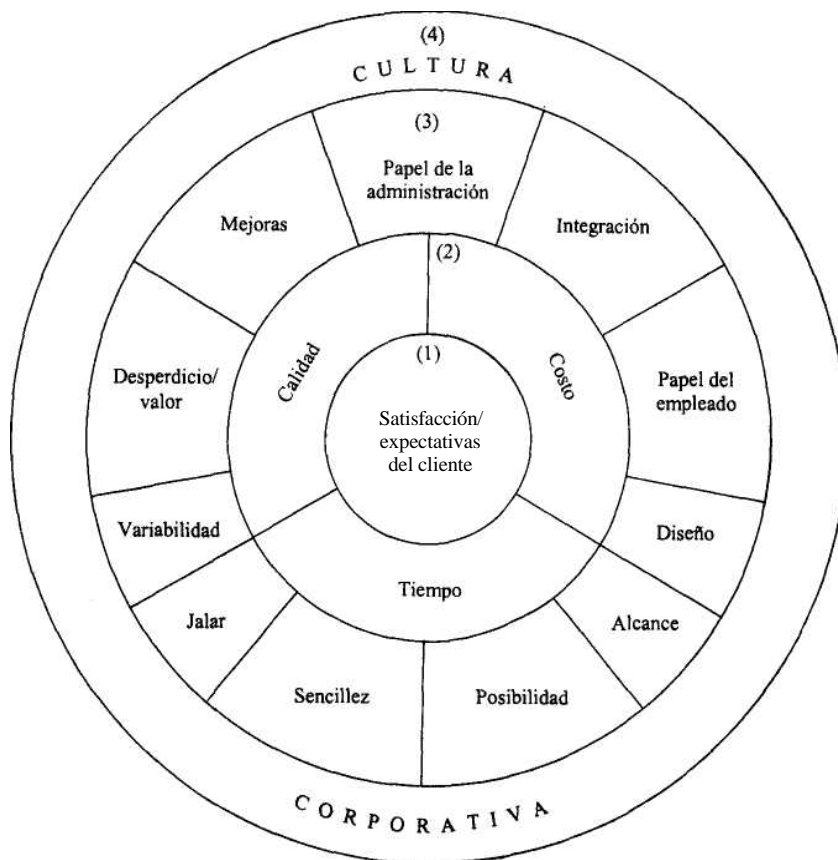 (4)
CULTURA
(3)
Papel de la
administración
Mejoras
Integración
(2)
Calidad
Costo
(1)
Satisfacción/
expectativas
del cliente
Desperdicio/
valor
Papel del
empleado
Variabilidad
Diseño
Tiempo
Jalar
Alcance
Sencillez
Posibilidad
CORPORATIVA